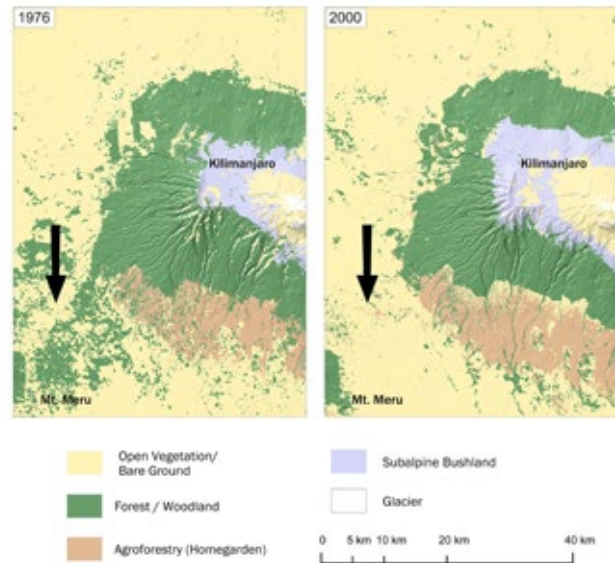 1976
Kilimanjaro
Mt. Meru
2000
Kilimanjaro
Mt. Meru
Open Vegetation/
Bare Ground
Forest / Woodland
Agroforestry (Homegarden)
Subalpine Bushland
Glacier
0 5 km 10 km 20 km 40 km